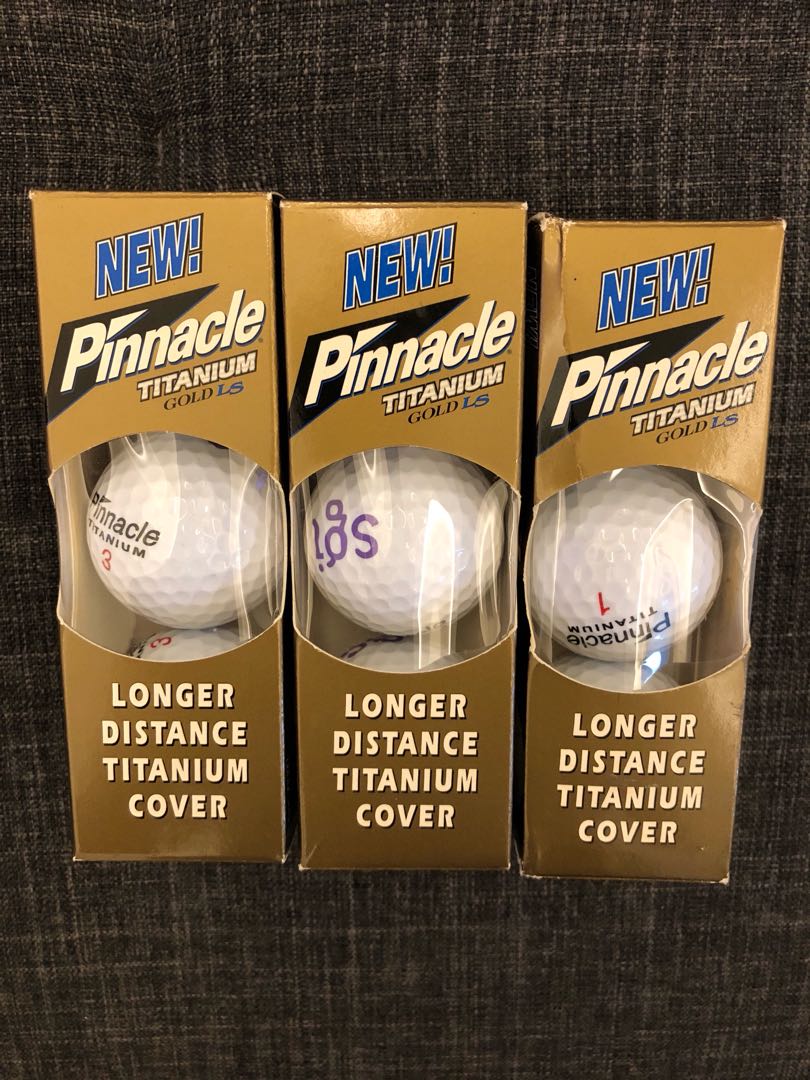 NEW!
Pinnacle
TITANIUM
GOLD LS
Pinnacle
TITANIUM
3
3
LONGER
DISTANCE
TITANIUM
COVER
NEW!
Pinnacle
TITANIUM
GOLD LS
LONGER
DISTANCE
TITANIUM
COVER
NEW!
Pinnacle
TITANIUM
GOLD LS
1
Pinnacle
TITANIUM
LONGER
DISTANCE
TITANIUM
COVER